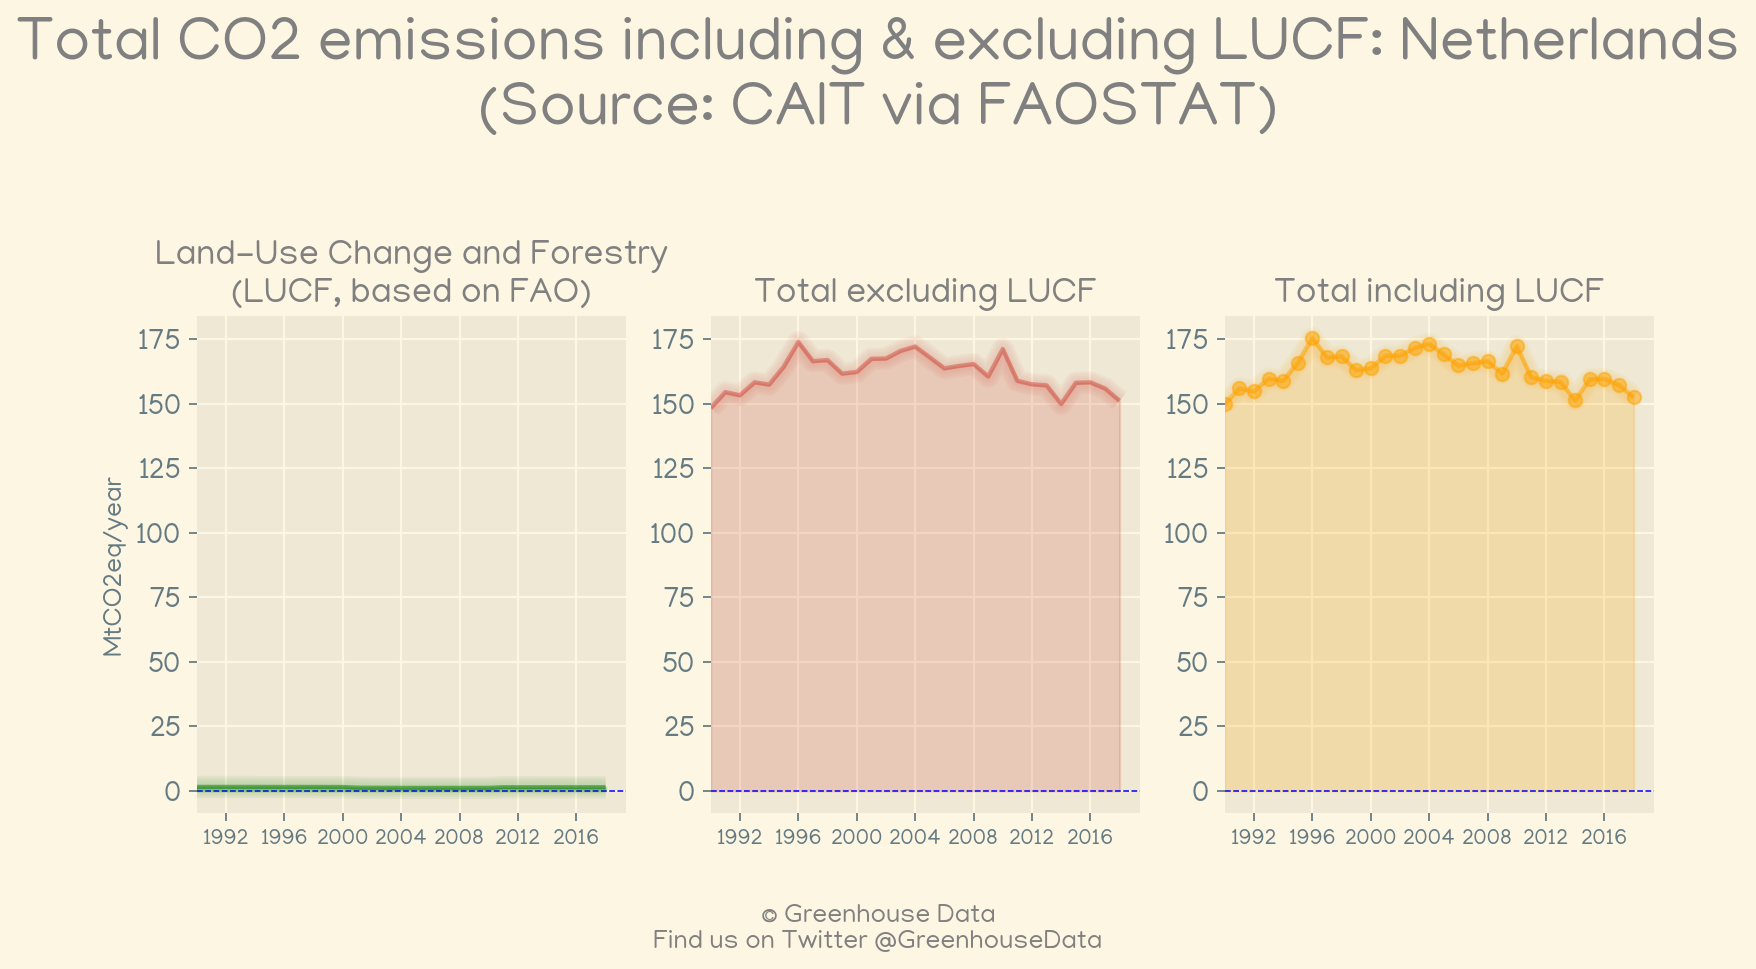 Total CO2 emissions including & excluding LUCF: Netherlands
(Source: CAIT via FAOSTAT)
Land-Use Change and Forestry
(LUCF, based on FAO)
MtCO2eq/year
175
150
125
100
75
50
25
0
1992 1996 2000 2004 2008 2012 2016
Total excluding LUCF
175
150
125
100
75
50
25
0
1992 1996 2000 2004 2008 2012 2016
Total including LUCF
175
150
125
100
75
50
25
0
1992 1996 2000 2004 2008 2012 2016
© Greenhouse Data
Find us on Twitter @GreenhouseData